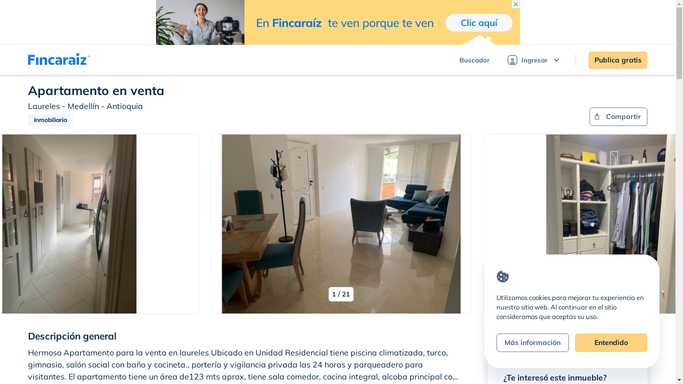 En Fincaraíz te ven porque te ven
Clic aquí
Fincaraiz
Buscador
Ingresar
Publica gratis
Apartamento en venta
Laureles - Medellín - Antioquia
Inmobiliaria
Compartir
1 / 21
Utilizamos cookies para mejorar tu experiencia en
nuestro sitio web. Al continuar en el sitio
consideramos que aceptas su uso.
Más información
Entendido
Descripción general
Hermoso Apartamento para la venta en laureles Ubicado en Unidad Residencial tiene piscina climatizada, turco,
gimnasio, salón social con baño y cocineta., portería y vigilancia privada las 24 horas y parqueadero para
visitantes. El apartamento tiene un área de123 mts aprox, tiene sala comedor, cocina integral, alcoba principal co...
¿Te interesó este inmueble?